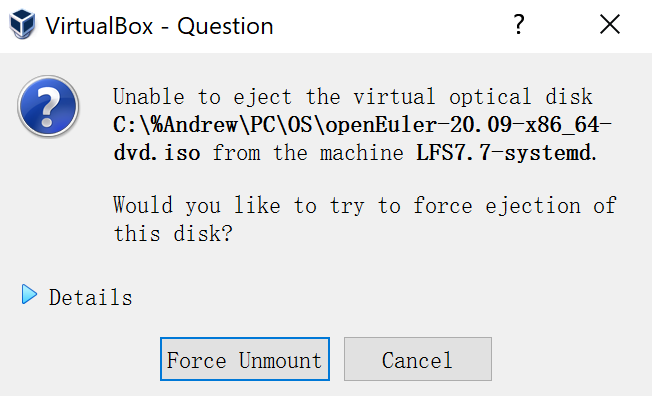 VirtualBox - Question
Unable to eject the virtual optical disk
C:\%Andrew\PC\OS\openEuler-20.09-x86_64-
dvd.iso from the machine LFS7.7-systemd.
Would you like to try to force ejection of
this disk?
Details
Force Unmount
Cancel